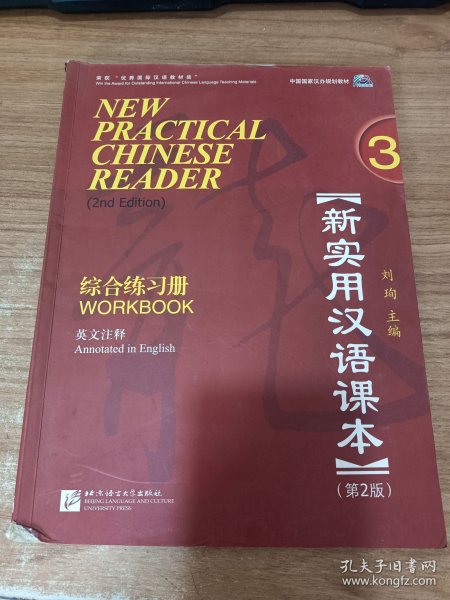 荣获“优秀国际汉语教材奖”
Win the Award for Outstanding International Chinese Language Teaching Materials
中国国家汉办规划教材
NEW
PRACTICAL
CHINESE
READER
(2nd Edition)
3
【新实用汉语课本】
(第2版)
刘珣 主编
综合练习册
WORKBOOK
英文注释
Annotated in English
北京语言大学出版社
BEIJING LANGUAGE AND CULTURE
UNIVERSITY PRESS
孔夫子旧书网
www.kongfz.com